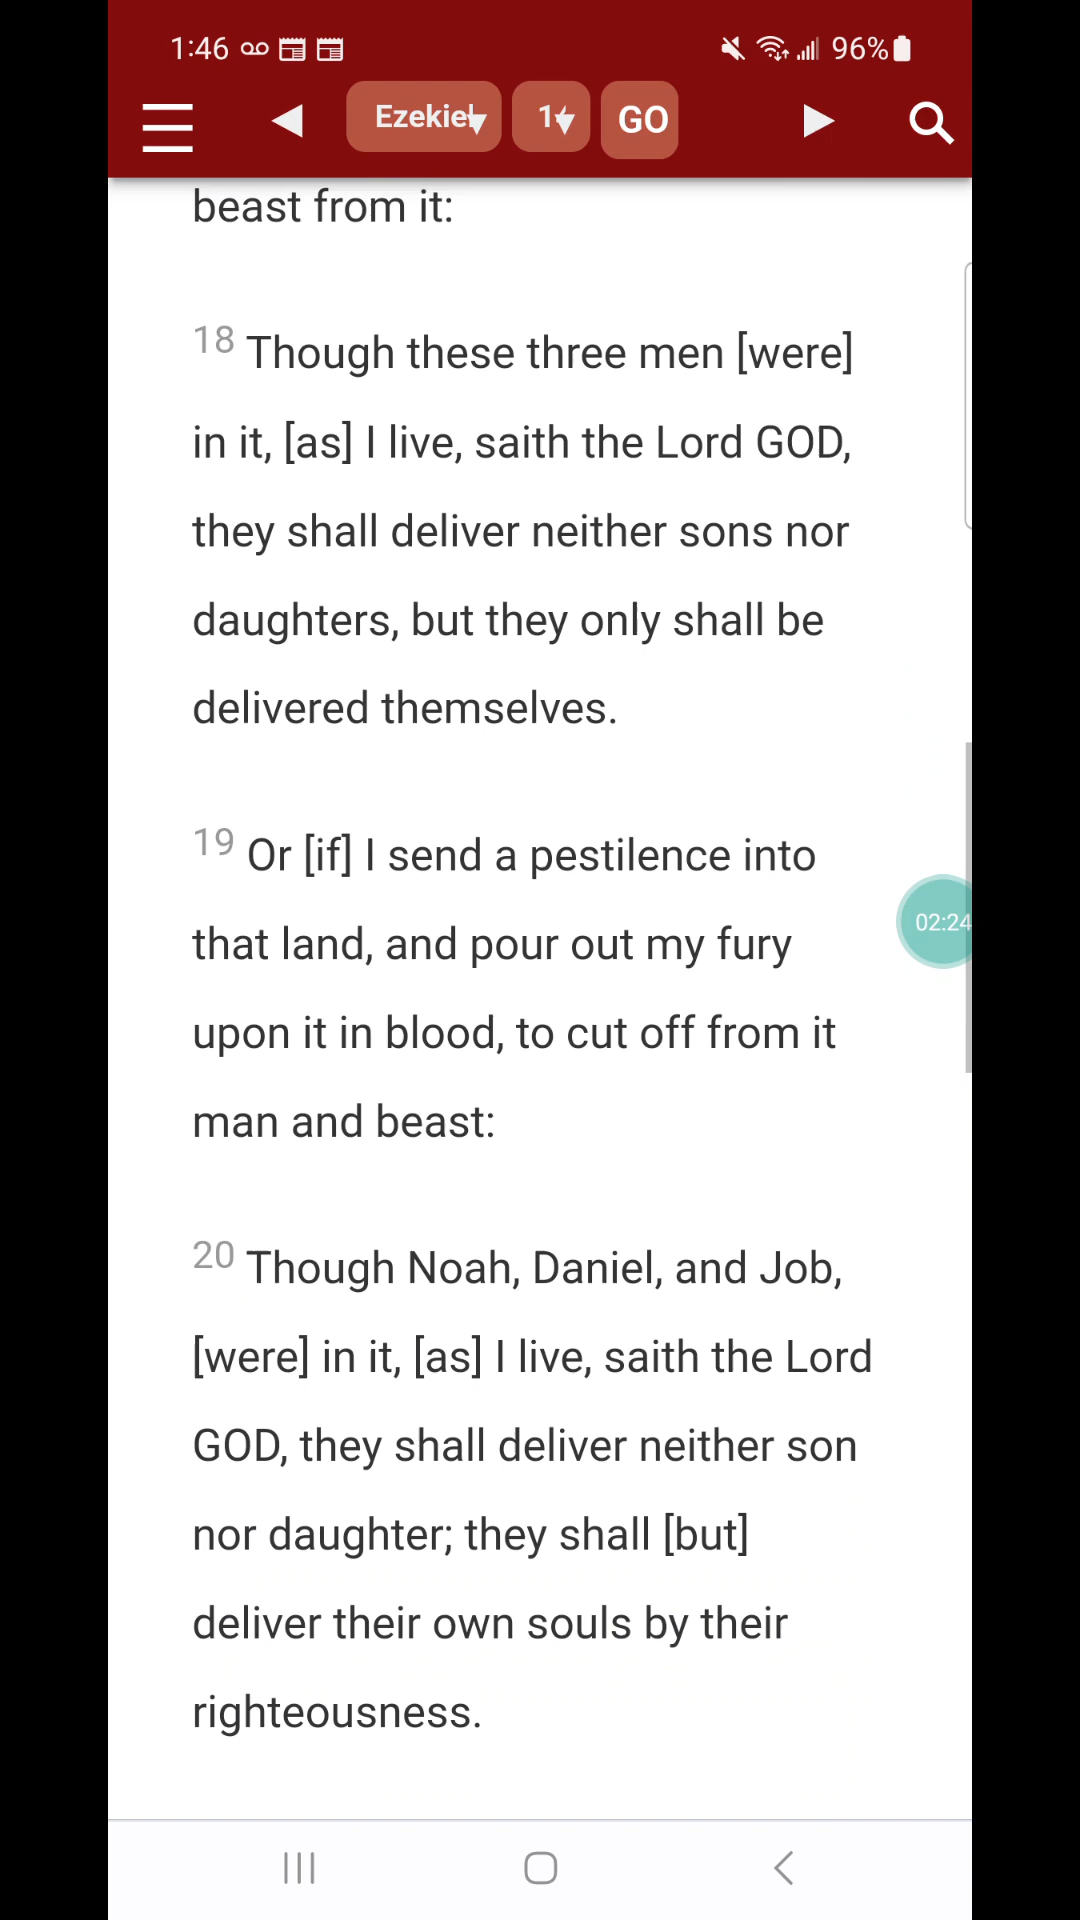 1:46 96%
Ezekiel GO
beast from it:
18 Though these three men [were]
in it, [as] I live, saith the Lord GOD,
they shall deliver neither sons nor
daughters, but they only shall be
delivered themselves.
19 Or [if] I send a pestilence into
that land, and pour out my fury
upon it in blood, to cut off from it
man and beast:
02:24
20 Though Noah, Daniel, and Job,
[were] in it, [as] I live, saith the Lord
GOD, they shall deliver neither son
nor daughter; they shall [but]
deliver their own souls by their
righteousness.